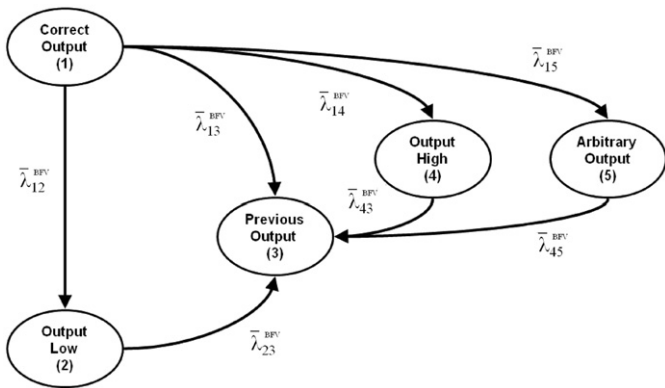 Correct
Output
(1)
λ̄₁₅ᴮᶠⱽ
λ̄₁₄ᴮᶠⱽ
λ̄₁₃ᴮᶠⱽ
Output
High
(4)
Arbitrary
Output
(5)
λ̄₁₂ᴮᶠⱽ
λ̄₄₃ᴮᶠⱽ
Previous
Output
(3)
λ̄₄₅ᴮᶠⱽ
Output
Low
(2)
λ̄₂₃ᴮᶠⱽ